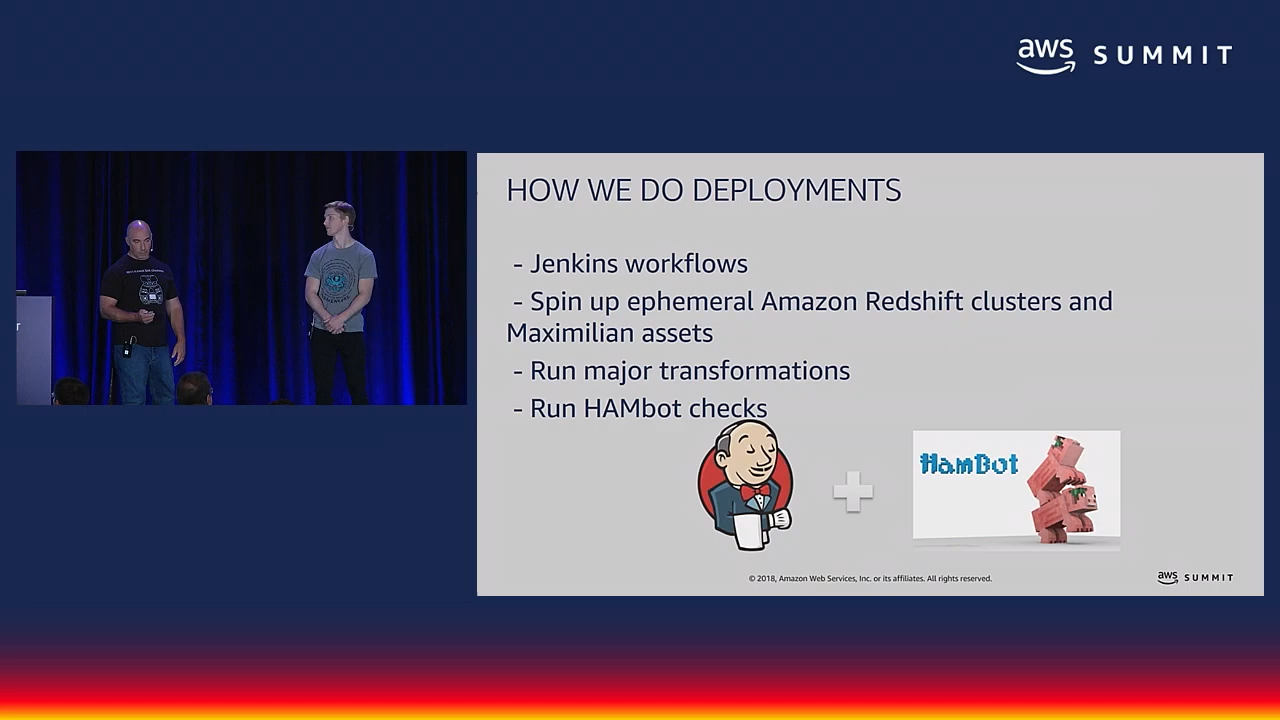 aws SUMMIT
HOW WE DO DEPLOYMENTS
- Jenkins workflows
- Spin up ephemeral Amazon Redshift clusters and
Maximilian assets
- Run major transformations
- Run HAMbot checks
HamBot
© 2018, Amazon Web Services, Inc. or its affiliates. All rights reserved.
aws SUMMIT
T